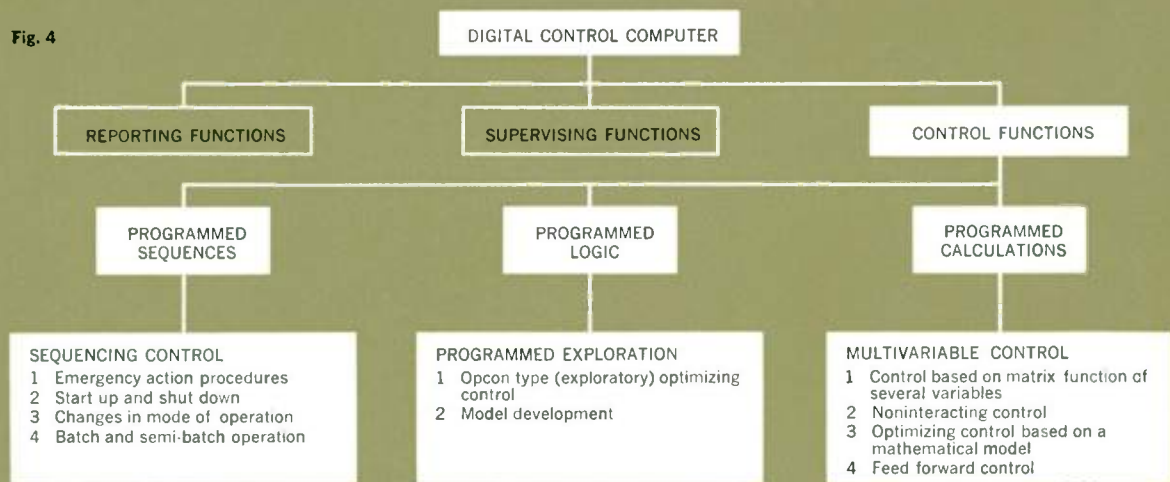 Fig. 4
DIGITAL CONTROL COMPUTER
REPORTING FUNCTIONS
SUPERVISING FUNCTIONS
CONTROL FUNCTIONS
PROGRAMMED
SEQUENCES
PROGRAMMED
LOGIC
PROGRAMMED
CALCULATIONS
SEQUENCING CONTROL
1 Emergency action procedures
2 Start up and shut down
3 Changes in mode of operation
4 Batch and semi-batch operation
PROGRAMMED EXPLORATION
1 Opcon type (exploratory) optimizing
control
2 Model development
MULTIVARIABLE CONTROL
1 Control based on matrix function of
several variables
2 Noninteracting control
3 Optimizing control based on a
mathematical model
4 Feed forward control